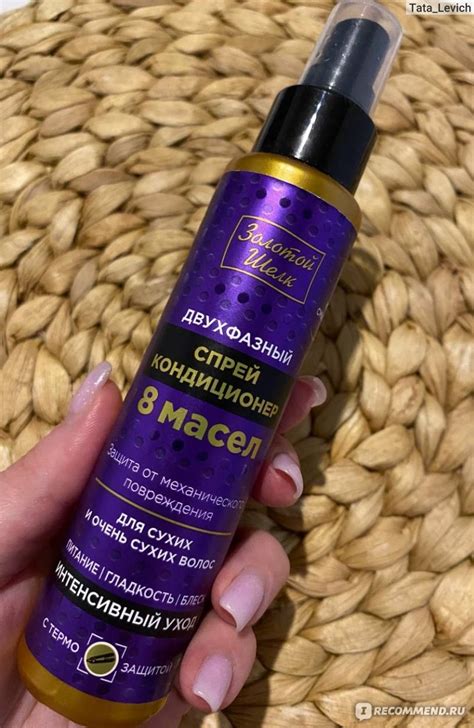 Tata_Levich
Золотой
Шелк
ДВУХФАЗНЫЙ
СПРЕЙ
КОНДИЦИОНЕР
8 масел
Защита от механического
повреждения
ДЛЯ СУХИХ
И ОЧЕНЬ СУХИХ ВОЛОС
ПИТАНИЕ | ГЛАДКОСТЬ | БЛЕСК
ИНТЕНСИВНЫЙ УХОД
С ТЕРМО ЗАЩИТОЙ
I RECOMMEND.RU